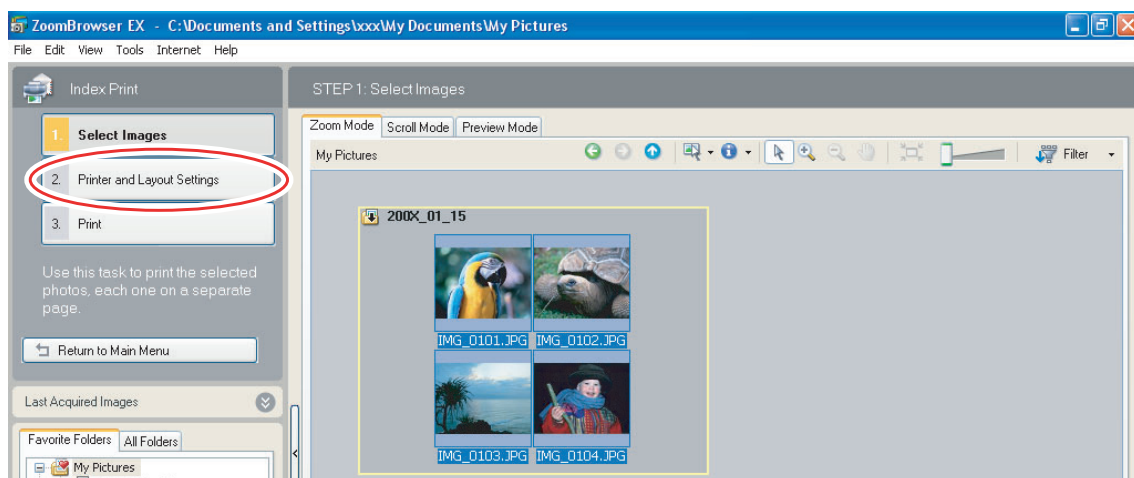 ZoomBrowser EX - C:\Documents and Settings\xxx\My Documents\My Pictures
File Edit View Tools Internet Help
Index Print
STEP 1: Select Images
1. Select Images
2. Printer and Layout Settings
3. Print
Use this task to print the selected
photos, each one on a separate
page.
Return to Main Menu
Last Acquired Images
Favorite Folders All Folders
My Pictures
Zoom Mode Scroll Mode Preview Mode
My Pictures
Filter
200X_01_15
IMG_0101.JPG IMG_0102.JPG
IMG_0103.JPG IMG_0104.JPG